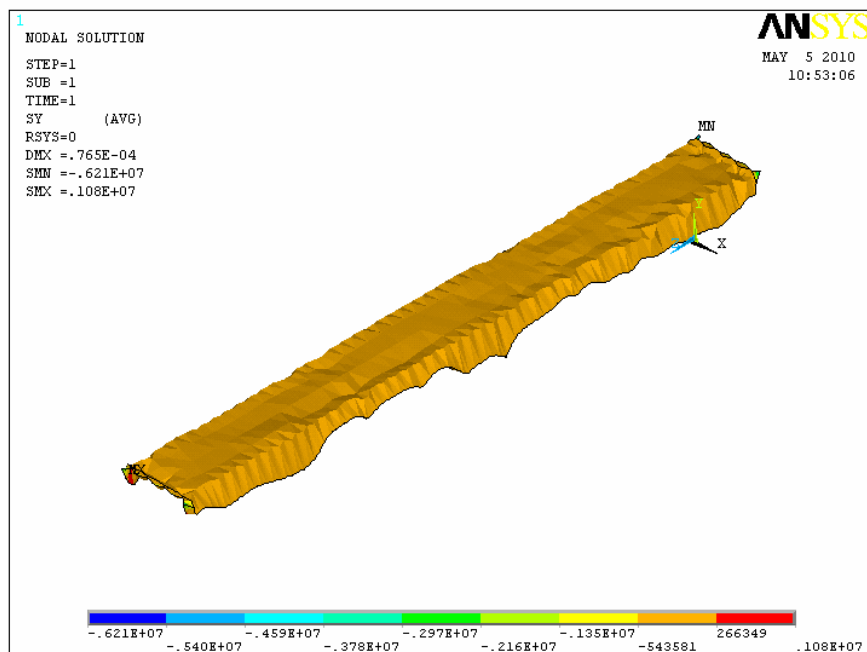 1
NODAL SOLUTION
STEP=1
SUB =1
TIME=1
SY (AVG)
RSYS=0
DMX =.765E-04
SMN =-.621E+07
SMX =.108E+07
ANSYS
MAY 5 2010
10:53:06
MN
Y
Z X
MX
-.621E+07 -.459E+07 -.297E+07 -.135E+07 266349
-.540E+07 -.378E+07 -.216E+07 -543581 .108E+07